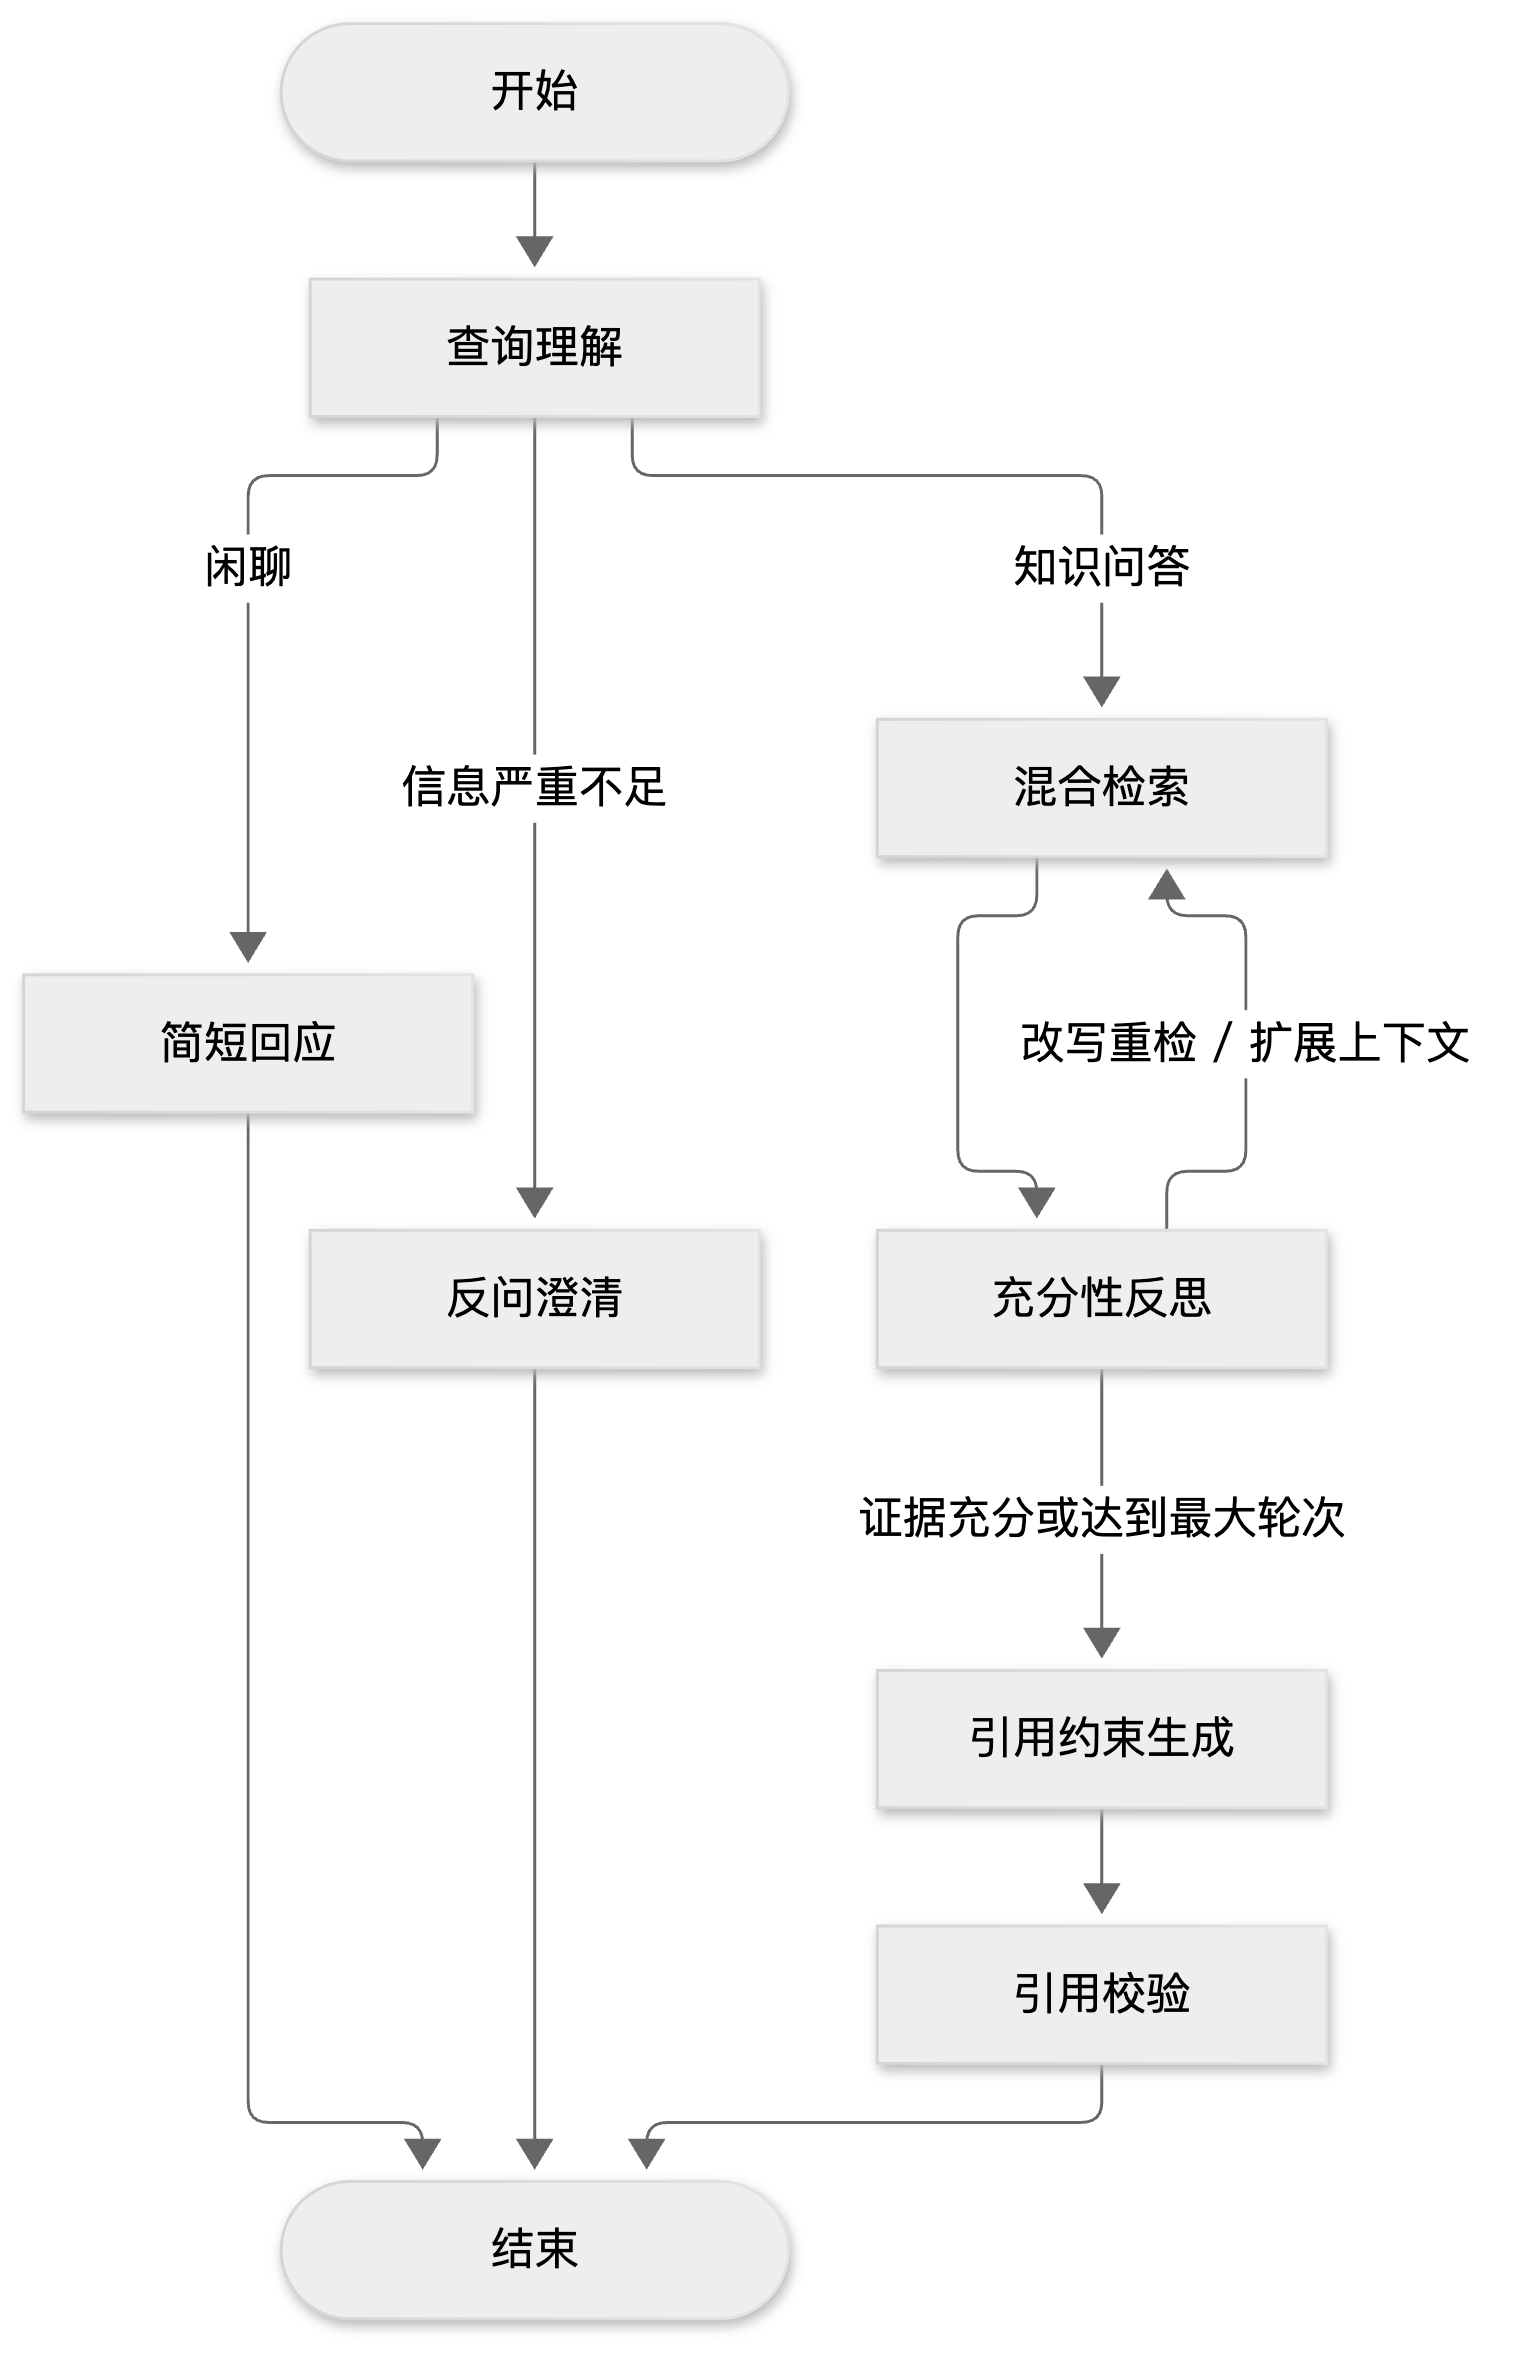 开始
查询理解
闲聊
知识问答
信息严重不足
混合检索
简短回应
改写重检 / 扩展上下文
反问澄清
充分性反思
证据充分或达到最大轮次
引用约束生成
引用校验
结束